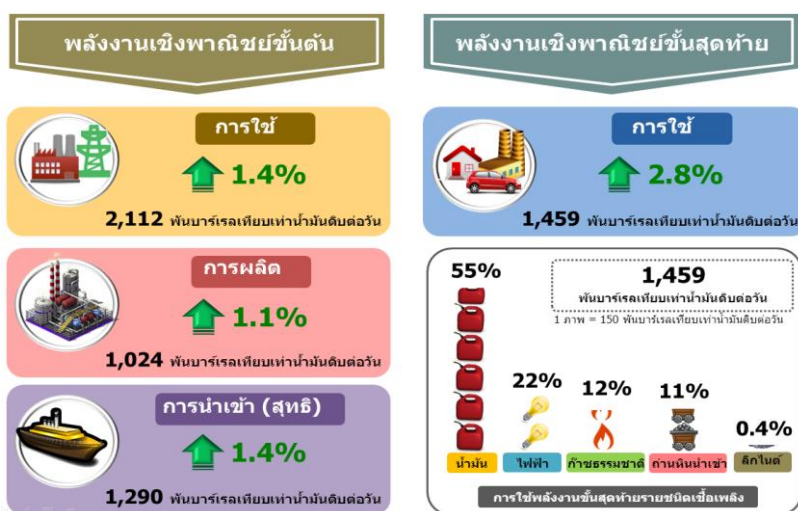 พลังงานเชิงพาณิชย์ขั้นต้น
การใช้
1.4%
2,112 พันบาร์เรลเทียบเท่าน้ำมันดิบต่อวัน
การผลิต
1.1%
1,024 พันบาร์เรลเทียบเท่าน้ำมันดิบต่อวัน
การนำเข้า (สุทธิ)
1.4%
1,290 พันบาร์เรลเทียบเท่าน้ำมันดิบต่อวัน
พลังงานเชิงพาณิชย์ขั้นสุดท้าย
การใช้
2.8%
1,459 พันบาร์เรลเทียบเท่าน้ำมันดิบต่อวัน
1,459
พันบาร์เรลเทียบเท่าน้ำมันดิบต่อวัน
1 ภาพ = 150 พันบาร์เรลเทียบเท่าน้ำมันดิบต่อวัน
55%
22%
12%
11%
0.4%
น้ำมัน
ไฟฟ้า
ก๊าซธรรมชาติ
ถ่านหินนำเข้า
ลิกไนต์
การใช้พลังงานขั้นสุดท้ายรายชนิดเชื้อเพลิง